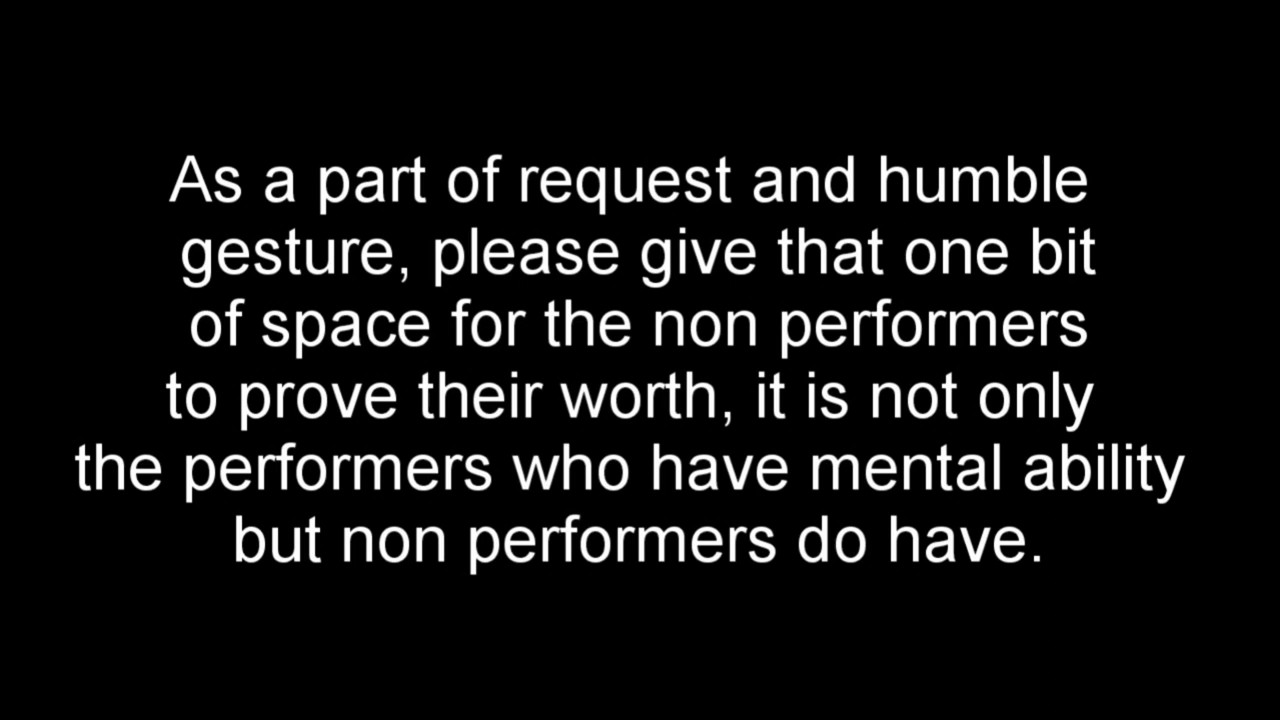 As a part of request and humble
gesture, please give that one bit
of space for the non performers
to prove their worth, it is not only
the performers who have mental ability
but non performers do have.